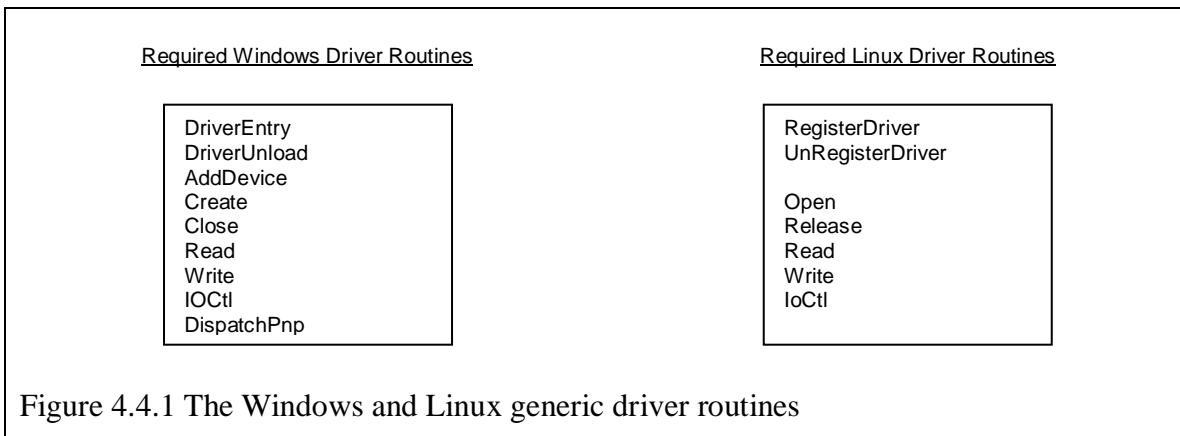 Required Windows Driver Routines
DriverEntry
DriverUnload
AddDevice
Create
Close
Read
Write
IOCtl
DispatchPnp
Required Linux Driver Routines
RegisterDriver
UnRegisterDriver
Open
Release
Read
Write
IoCtl
Figure 4.4.1 The Windows and Linux generic driver routines